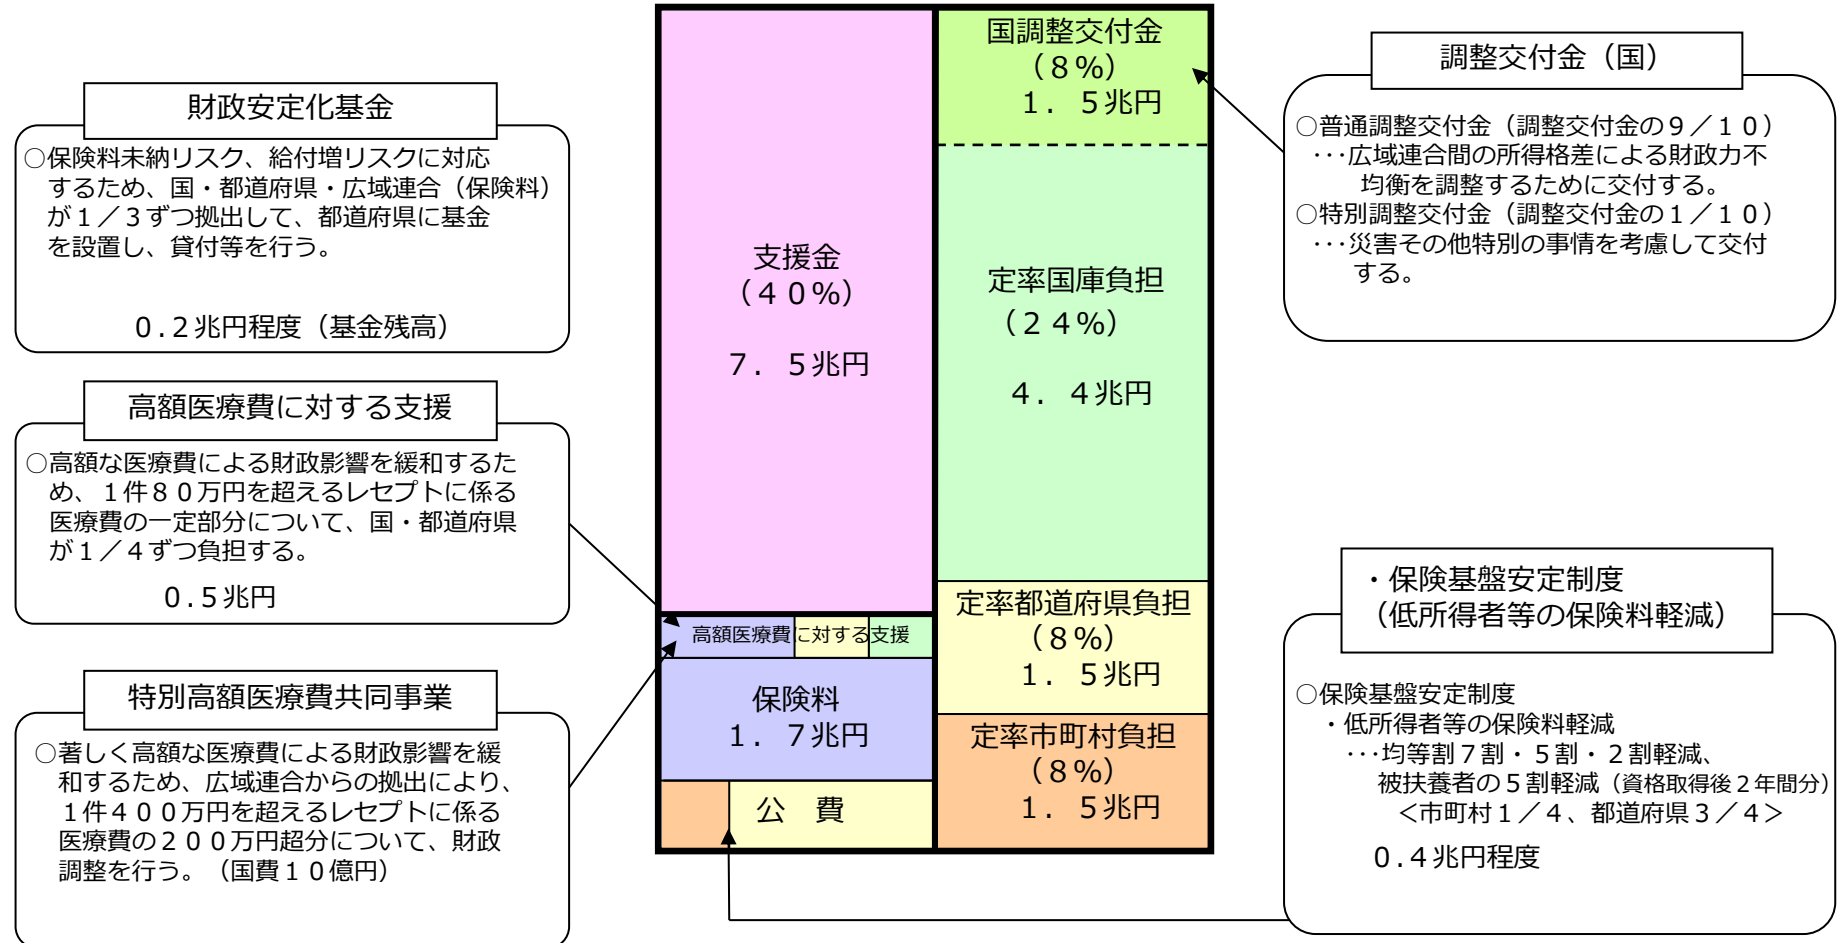 財政安定化基金
○保険料未納リスク、給付増リスクに対応
するため、国・都道府県・広域連合（保険料）
が１／３ずつ拠出して、都道府県に基金
を設置し、貸付等を行う。
０.２兆円程度（基金残高）
高額医療費に対する支援
○高額な医療費による財政影響を緩和するた
め、１件８０万円を超えるレセプトに係る
医療費の一定部分について、国・都道府県
が１／４ずつ負担する。
０.５兆円
特別高額医療費共同事業
○著しく高額な医療費による財政影響を緩
和するため、広域連合からの拠出により、
１件４００万円を超えるレセプトに係る
医療費の２００万円超分について、財政
調整を行う。（国費１０億円）
支援金
（４０％）
７．５兆円
高額医療費に対する支援
保険料
１．７兆円
公　費
国調整交付金
（８％）
１．５兆円
定率国庫負担
（２４％）
４．４兆円
定率都道府県負担
（８％）
１．５兆円
定率市町村負担
（８％）
１．５兆円
調整交付金（国）
○普通調整交付金（調整交付金の９／１０）
･･･広域連合間の所得格差による財政力不
均衡を調整するために交付する。
○特別調整交付金（調整交付金の１／１０）
･･･災害その他特別の事情を考慮して交付
する。
・保険基盤安定制度
（低所得者等の保険料軽減）
○保険基盤安定制度
・低所得者等の保険料軽減
･･･均等割７割・５割・２割軽減、
被扶養者の５割軽減（資格取得後２年間分）
＜市町村１／４、都道府県３／４＞
０.４兆円程度